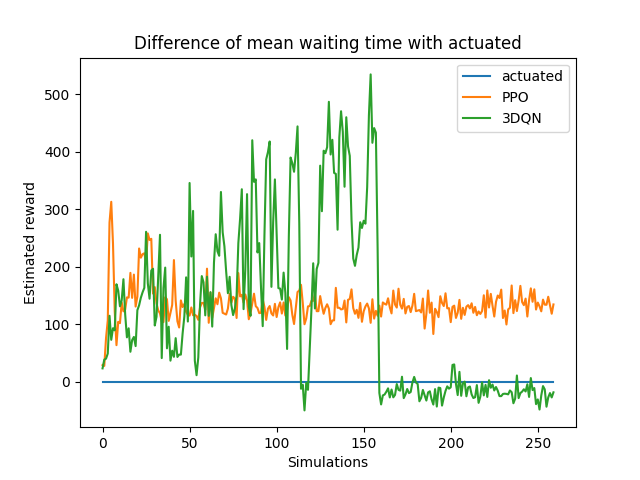 Difference of mean waiting time with actuated
actuated
PPO
3DQN
Estimated reward
500
400
300
200
100
0
0 50 100 150 200 250
Simulations